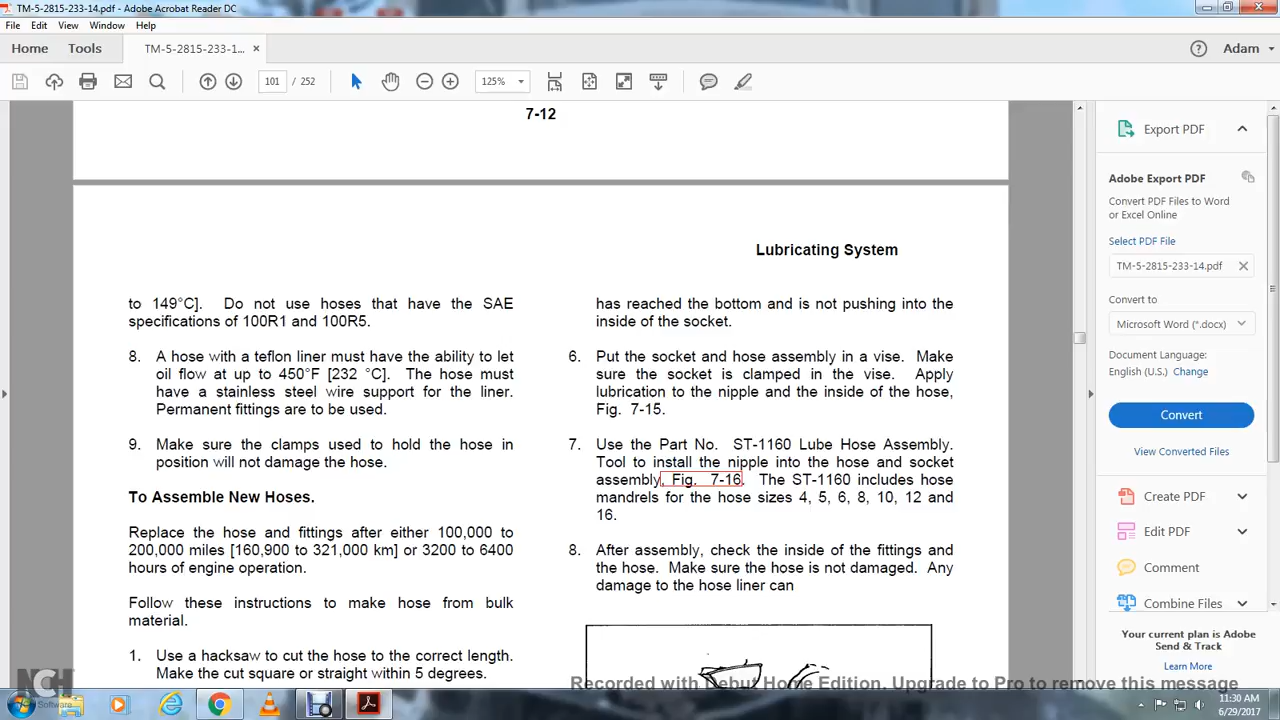 TM-5-2815-233-14.pdf - Adobe Acrobat Reader DC
File Edit View Window Help
Home Tools TM-5-2815-233-1... × Adam
101 / 252 125%
7-12
Lubricating System
to 149°C]. Do not use hoses that have the SAE
specifications of 100R1 and 100R5.
8. A hose with a teflon liner must have the ability to let
oil flow at up to 450°F [232 °C]. The hose must
have a stainless steel wire support for the liner.
Permanent fittings are to be used.
9. Make sure the clamps used to hold the hose in
position will not damage the hose.
To Assemble New Hoses.
Replace the hose and fittings after either 100,000 to
200,000 miles [160,900 to 321,000 km] or 3200 to 6400
hours of engine operation.
Follow these instructions to make hose from bulk
material.
1. Use a hacksaw to cut the hose to the correct length.
Make the cut square or straight within 5 degrees.
has reached the bottom and is not pushing into the
inside of the socket.
6. Put the socket and hose assembly in a vise. Make
sure the socket is clamped in the vise. Apply
lubrication to the nipple and the inside of the hose,
Fig. 7-15.
7. Use the Part No. ST-1160 Lube Hose Assembly.
Tool to install the nipple into the hose and socket
assembly, Fig. 7-16. The ST-1160 includes hose
mandrels for the hose sizes 4, 5, 6, 8, 10, 12 and
16.
8. After assembly, check the inside of the fittings and
the hose. Make sure the hose is not damaged. Any
damage to the hose liner can
Export PDF
Adobe Export PDF
Convert PDF Files to Word
or Excel Online
Select PDF File
TM-5-2815-233-14.pdf
Convert to
Microsoft Word (*.docx)
Document Language:
English (U.S.) Change
Convert
View Converted Files
Create PDF
Edit PDF
Comment
Combine Files
Your current plan is Adobe
Send & Track
Learn More
Recorded with Debut Home Edition. Upgrade to Pro to remove this message
NCH Software
11:30 AM
6/29/2017